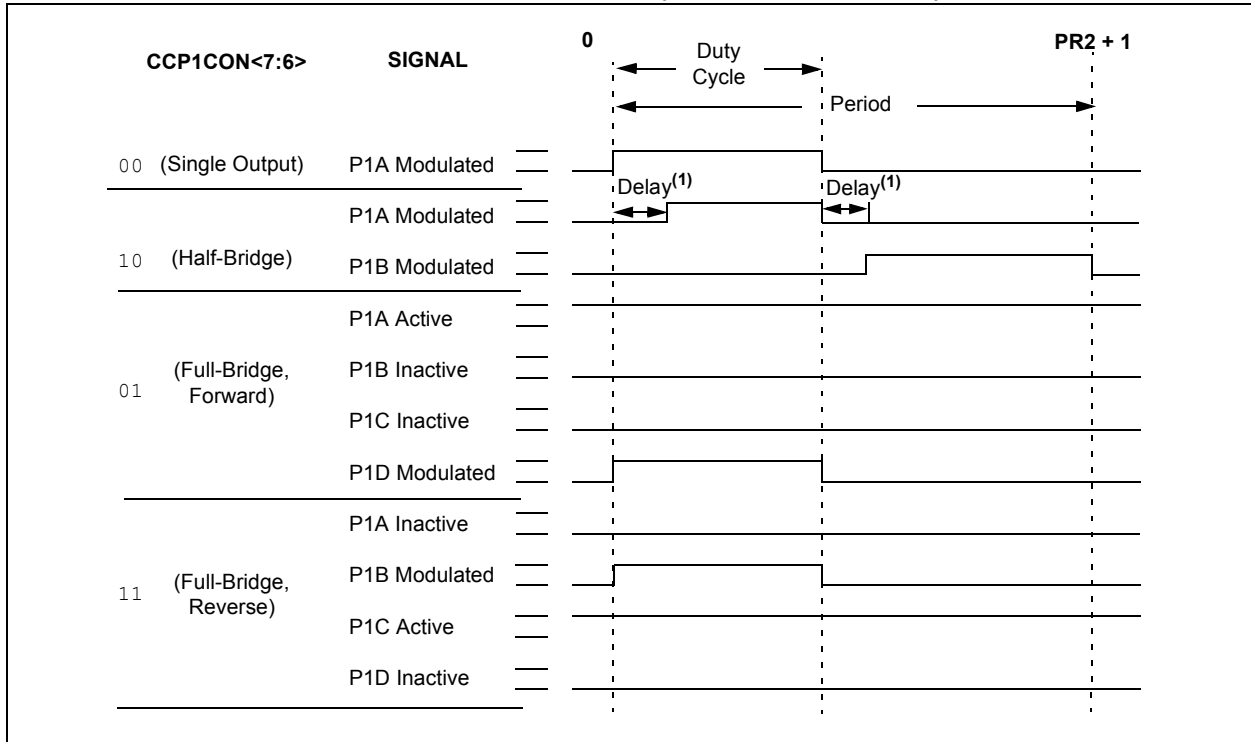 CCP1CON<7:6> SIGNAL 0 Duty Cycle PR2 + 1
Period
00 (Single Output) P1A Modulated
Delay(1) Delay(1)
P1A Modulated
10 (Half-Bridge) P1B Modulated
P1A Active
01 (Full-Bridge, Forward) P1B Inactive
P1C Inactive
P1D Modulated
P1A Inactive
11 (Full-Bridge, Reverse) P1B Modulated
P1C Active
P1D Inactive